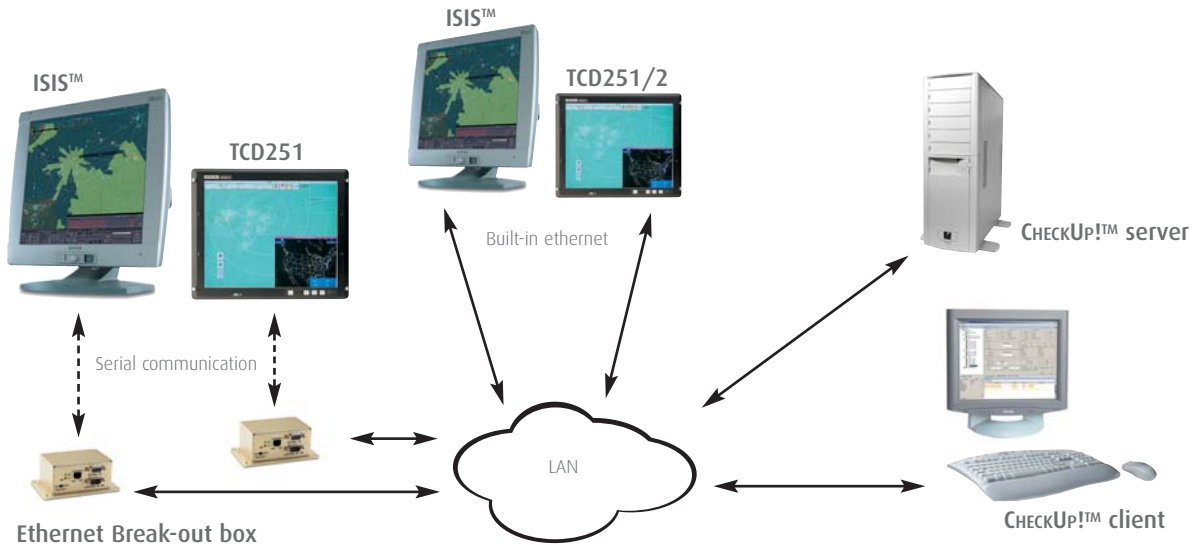 ISIS™
TCD251/2
ISIS™
TCD251
Built-in ethernet
CheckUp!™ server
Serial communication
LAN
Ethernet Break-out box
CheckUp!™ client